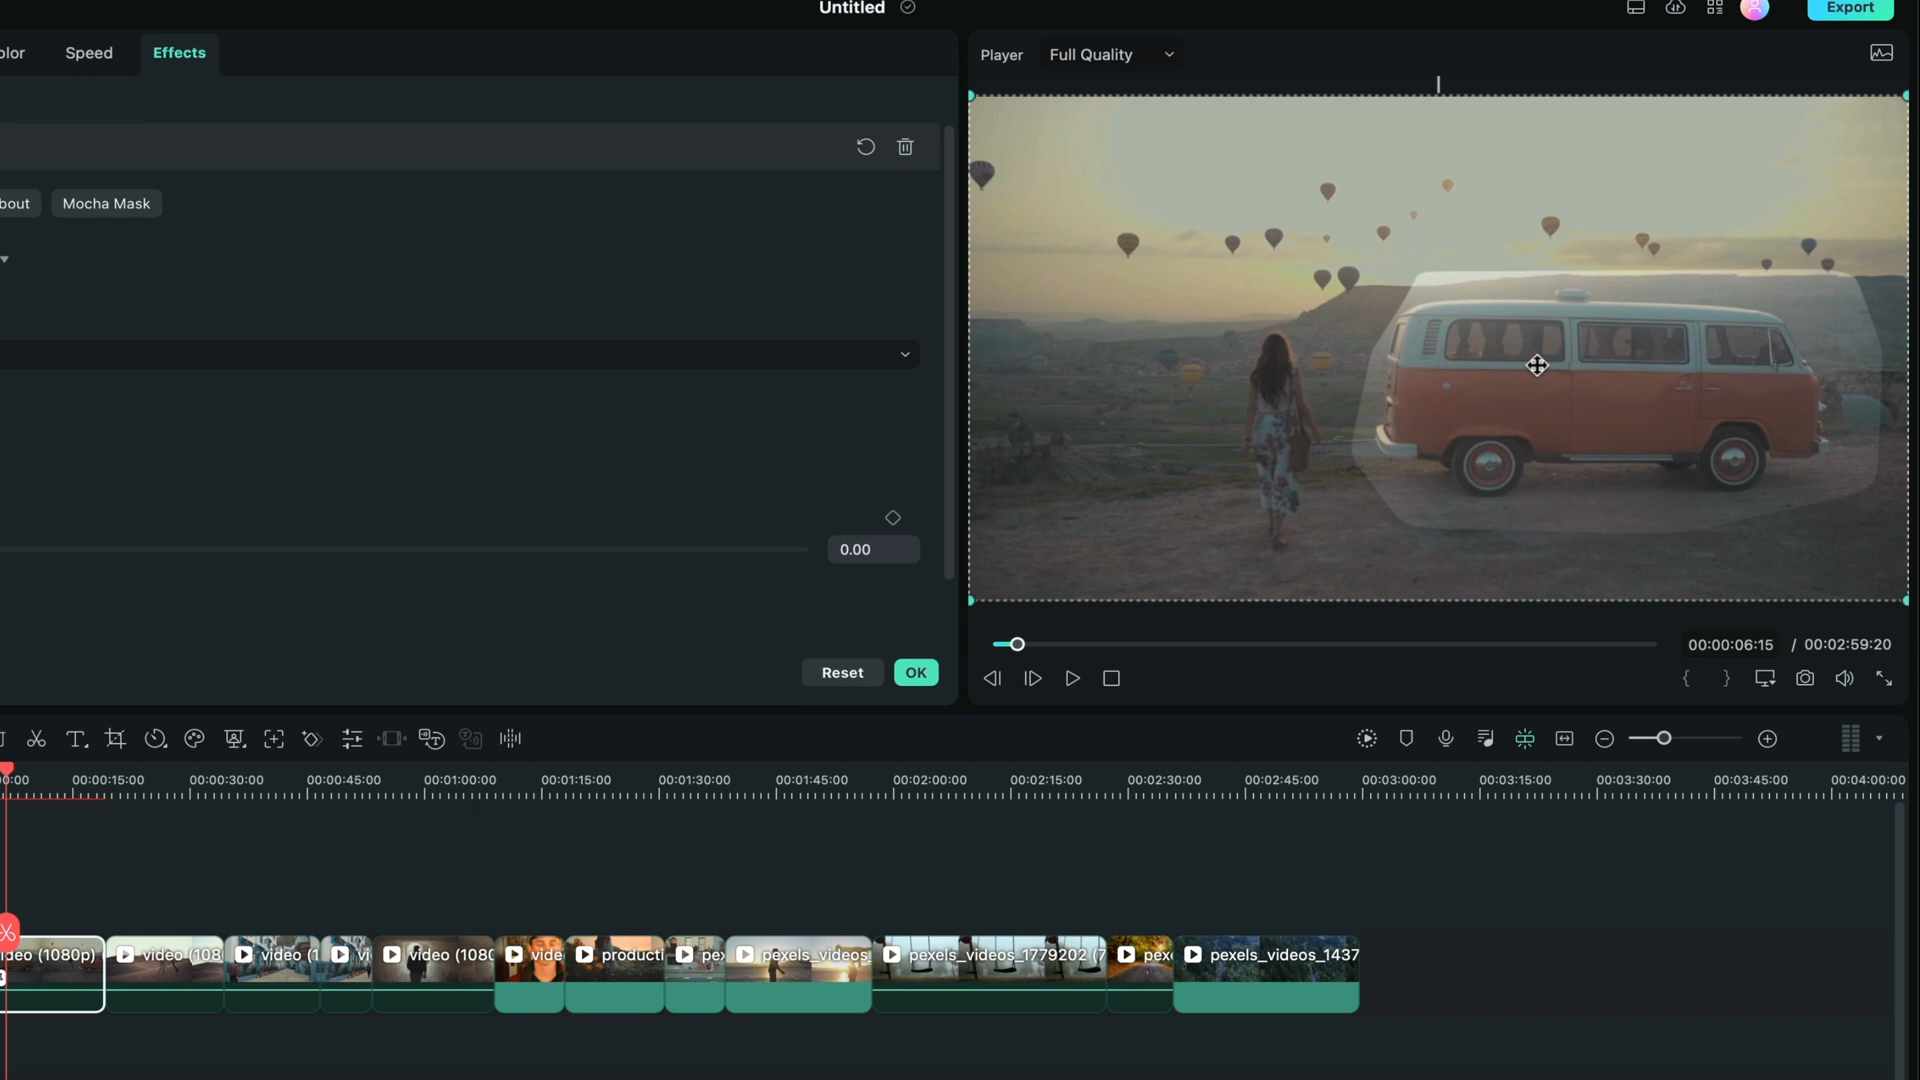 Untitled
Export
olor
Speed
Effects
Player
Full Quality
bout
Mocha Mask
0.00
Reset
OK
00:00:06:15 / 00:02:59:20
0:00
00:00:15:00
00:00:30:00
00:00:45:00
00:01:00:00
00:01:15:00
00:01:30:00
00:01:45:00
00:02:00:00
00:02:15:00
00:02:30:00
00:02:45:00
00:03:00:00
00:03:15:00
00:03:30:00
00:03:45:00
00:04:00:00
ideo (1080p)
video (108
video (1
vi
video (1080
vide
producti
pex
pexels_videos_
pexels_videos_1779202 (7
pexe
pexels_videos_1437